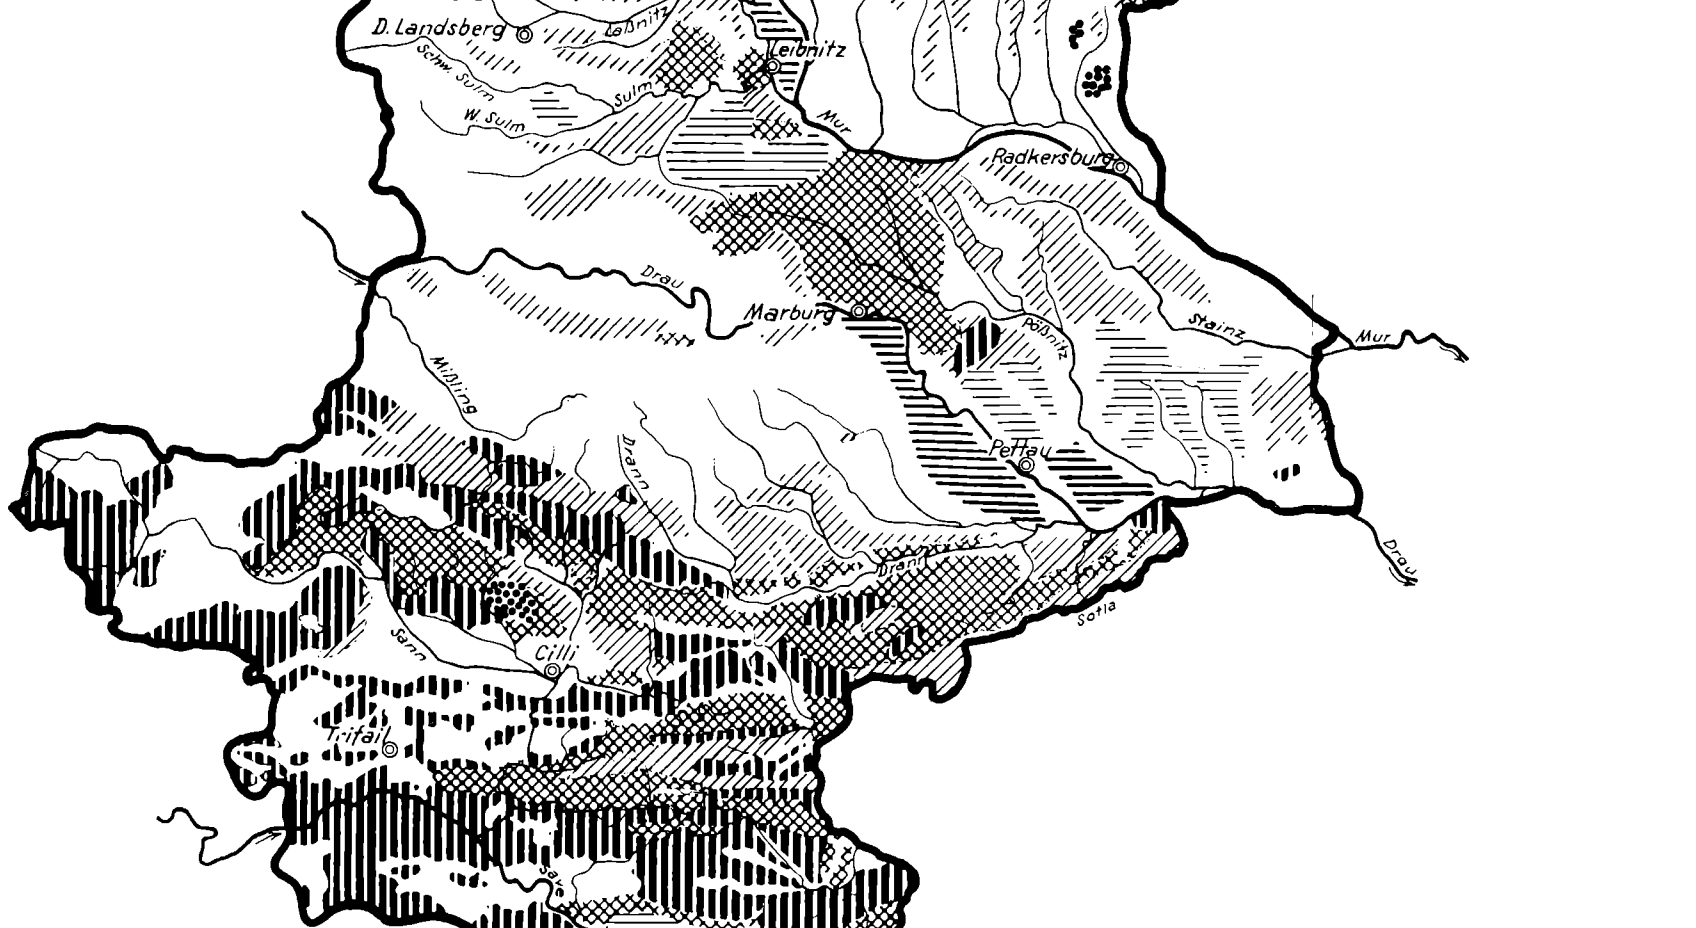 D. Landsberg
Laßnitz
Leibnitz
Schw. Sulm
Sulm
W. Sulm
Mur
Radkersburg
Drau
Marburg
Pößnitz
Stainz
Mur
Mißling
Drann
Pettau
Drann
Drau
Sotla
Sann
Cilli
Trifail
Save